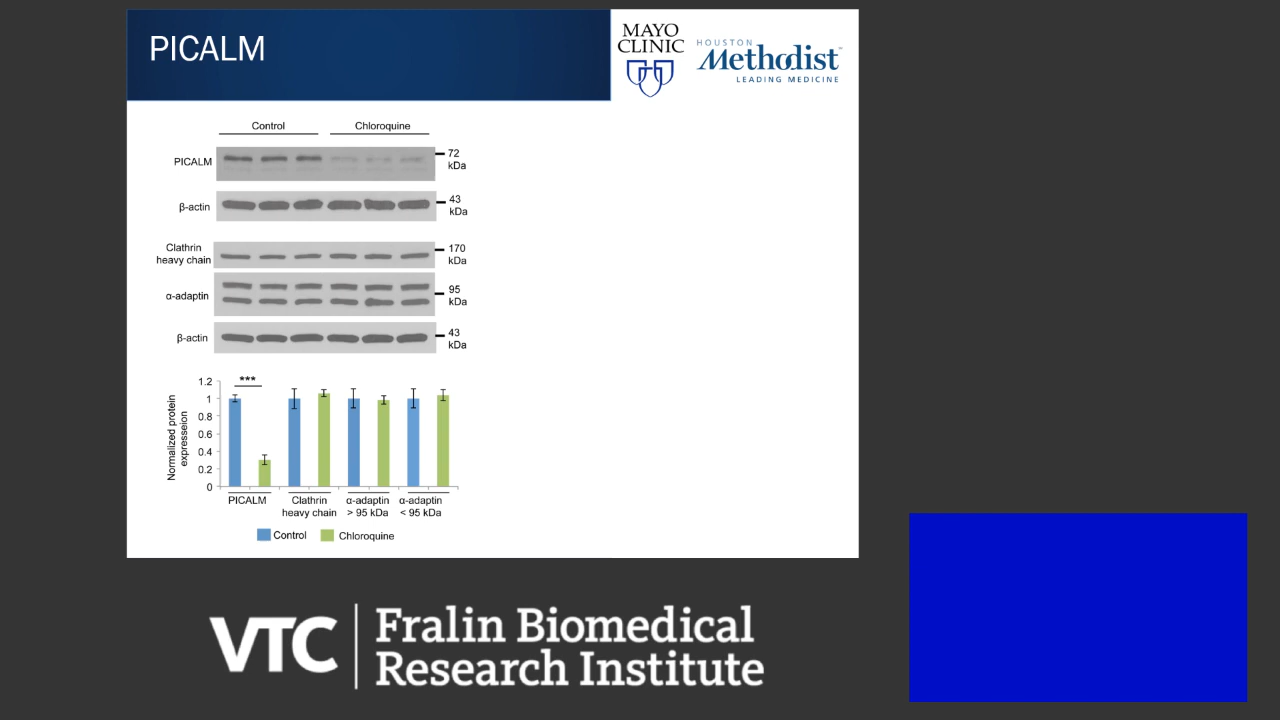 PICALM
MAYO
CLINIC
HOUSTON
Methodist
LEADING MEDICINE
Control Chloroquine
PICALM
72
kDa
β-actin
43
kDa
Clathrin
heavy chain
170
kDa
α-adaptin
95
kDa
β-actin
43
kDa
Normalized protein
expresseion
1.2
1
0.8
0.6
0.4
0.2
0
***
PICALM
Clathrin
heavy chain
α-adaptin
> 95 kDa
α-adaptin
< 95 kDa
Control Chloroquine
VTC
Fralin Biomedical
Research Institute